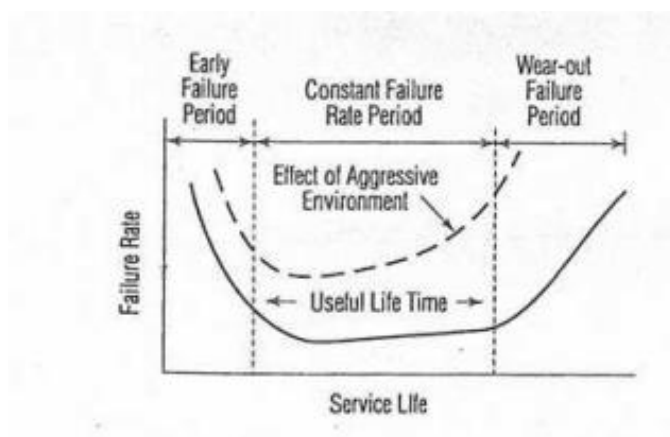 Early
Failure
Period
Constant Failure
Rate Period
Wear-out
Failure
Period
Effect of Aggressive
Environment
Useful Life Time
Failure Rate
Service LIfe